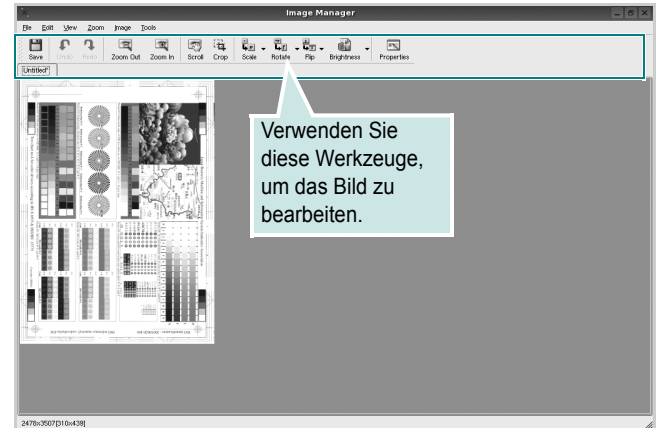 Image Manager
File Edit View Zoom Image Tools
Save Undo Redo Zoom Out Zoom In Scroll Crop Scale Rotate Flip Brightness Properties
Untitled*
Verwenden Sie
diese Werkzeuge,
um das Bild zu
bearbeiten.
2478x3507[310x439]